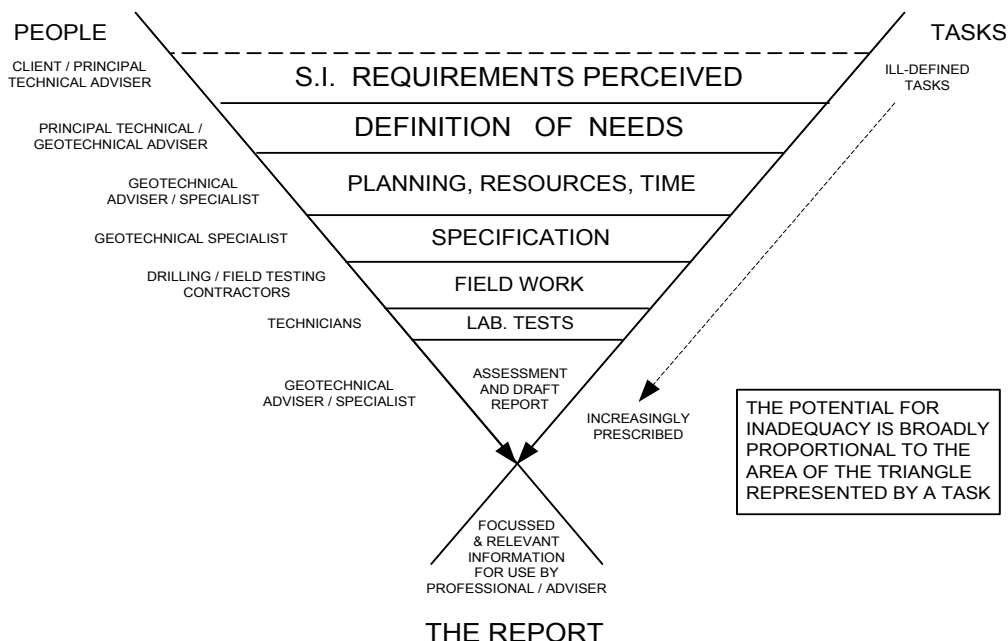 PEOPLE
TASKS
CLIENT / PRINCIPAL
TECHNICAL ADVISER
S.I. REQUIREMENTS PERCEIVED
ILL-DEFINED
TASKS
PRINCIPAL TECHNICAL /
GEOTECHNICAL ADVISER
DEFINITION OF NEEDS
GEOTECHNICAL
ADVISER / SPECIALIST
PLANNING, RESOURCES, TIME
GEOTECHNICAL SPECIALIST
SPECIFICATION
DRILLING / FIELD TESTING
CONTRACTORS
FIELD WORK
TECHNICIANS
LAB. TESTS
GEOTECHNICAL
ADVISER / SPECIALIST
ASSESSMENT
AND DRAFT
REPORT
INCREASINGLY
PRESCRIBED
THE POTENTIAL FOR
INADEQUACY IS BROADLY
PROPORTIONAL TO THE
AREA OF THE TRIANGLE
REPRESENTED BY A TASK
FOCUSSED
& RELEVANT
INFORMATION
FOR USE BY
PROFESSIONAL / ADVISER
THE REPORT